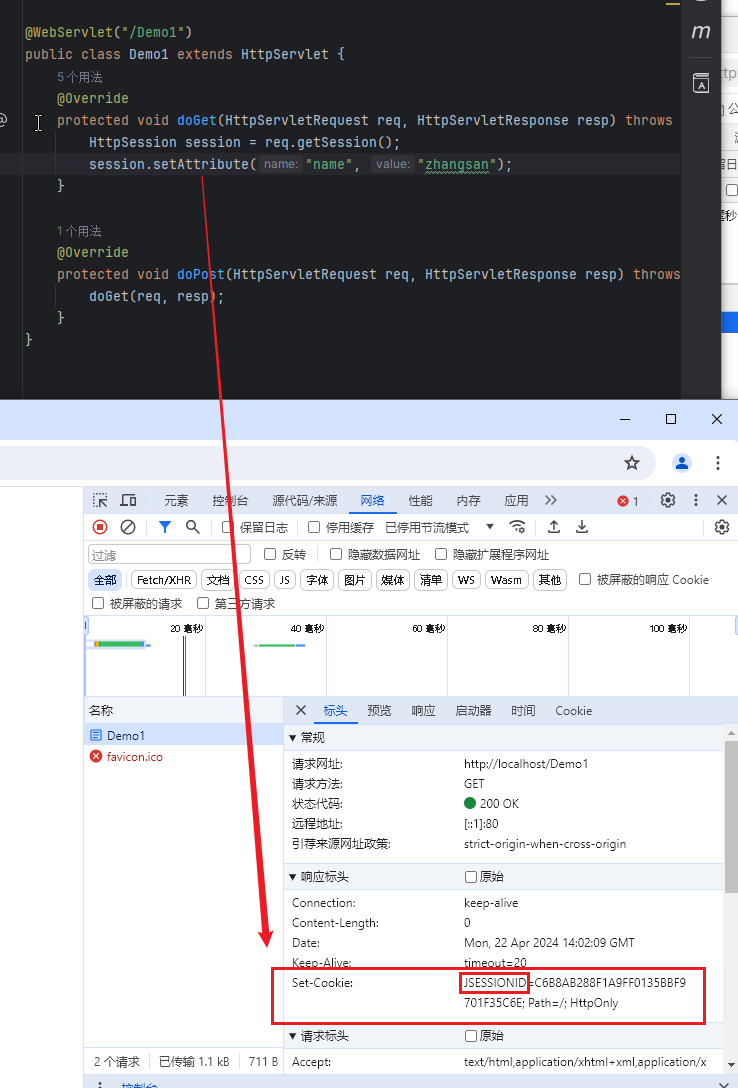 @WebServlet("/Demo1")
public class Demo1 extends HttpServlet {
5 个用法
@Override
protected void doGet(HttpServletRequest req, HttpServletResponse resp) throws
HttpSession session = req.getSession();
session.setAttribute( name: "name", value: "zhangsan");
}
1 个用法
@Override
protected void doPost(HttpServletRequest req, HttpServletResponse resp) throws
doGet(req, resp);
}
}
m
A
元素 控制台 源代码/来源 网络 性能 内存 应用 1
保留日志 停用缓存 已停用节流模式
过滤 反转 隐藏数据网址 隐藏扩展程序网址
全部 Fetch/XHR 文档 CSS JS 字体 图片 媒体 清单 WS Wasm 其他 被屏蔽的响应 Cookie
被屏蔽的请求 第三方请求
20 毫秒 40 毫秒 60 毫秒 80 毫秒 100 毫秒
名称 标头 预览 响应 启动器 时间 Cookie
Demo1
favicon.ico
常规
请求网址: http://localhost/Demo1
请求方法: GET
状态代码: 200 OK
远程地址: [::1]:80
引荐来源网址政策: strict-origin-when-cross-origin
响应标头 原始
Connection: keep-alive
Content-Length: 0
Date: Mon, 22 Apr 2024 14:02:09 GMT
Keep-Alive: timeout=20
Set-Cookie: JSESSIONID=C6B8AB288F1A9FF0135BBF9
701F35C6E; Path=/; HttpOnly
请求标头 原始
Accept: text/html,application/xhtml+xml,application/x
2 个请求 已传输 1.1 kB 711 B
控制台